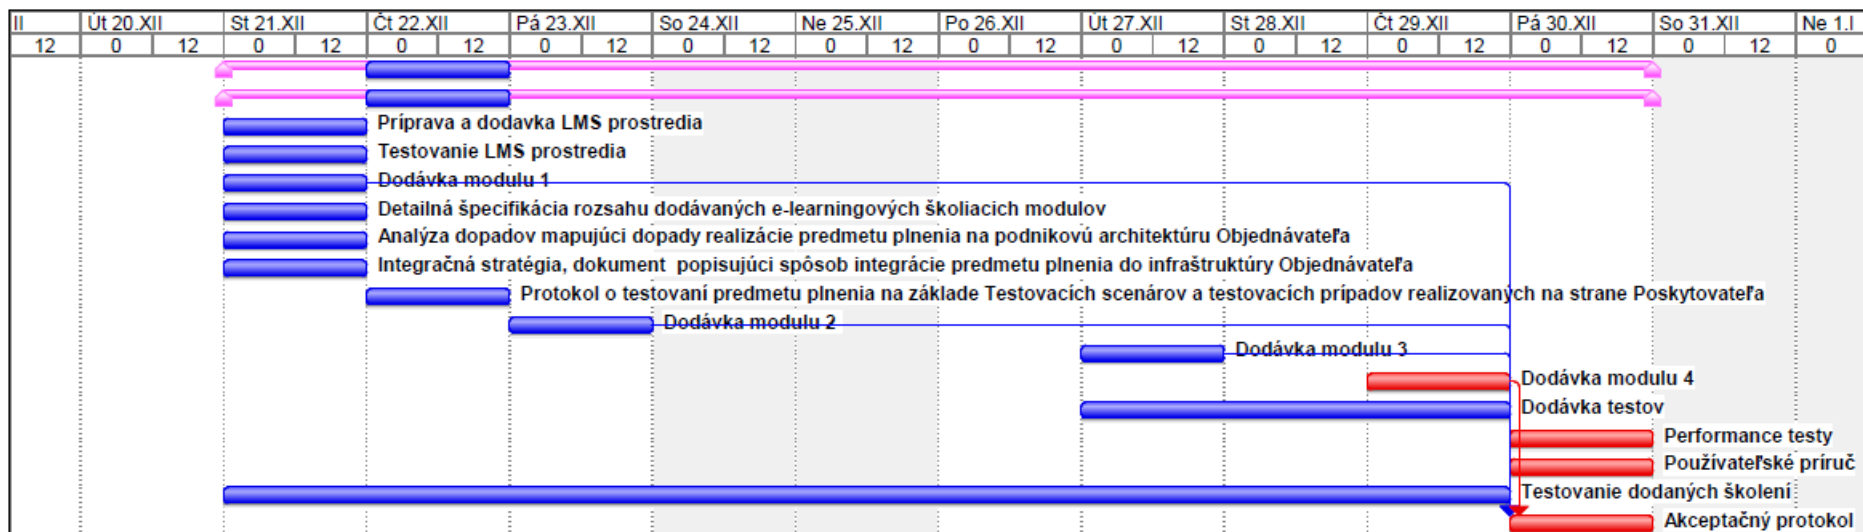 II Út 20.XII St 21.XII Čt 22.XII Pá 23.XII So 24.XII Ne 25.XII Po 26.XII Út 27.XII St 28.XII Čt 29.XII Pá 30.XII So 31.XII Ne 1.I
12 0 12 0 12 0 12 0 12 0 12 0 12 0 12 0 12 0 12 0 12 0 12 0 12 0
Príprava a dodavka LMS prostredia
Testovanie LMS prostredia
Dodávka modulu 1
Detailná špecifikácia rozsahu dodávaných e-learningových školiacich modulov
Analýza dopadov mapujúci dopady realizácie predmetu plnenia na podnikovú architektúru Objednávateľa
Integračná stratégia, dokument popisujúci spôsob integrácie predmetu plnenia do infraštruktúry Objednávateľa
Protokol o testovaní predmetu plnenia na základe Testovacích scenárov a testovacích prípadov realizovaných na strane Poskytovateľa
Dodávka modulu 2
Dodávka modulu 3
Dodávka modulu 4
Dodávka testov
Performance testy
Používateľské príruč
Testovanie dodaných školení
Akceptačný protokol